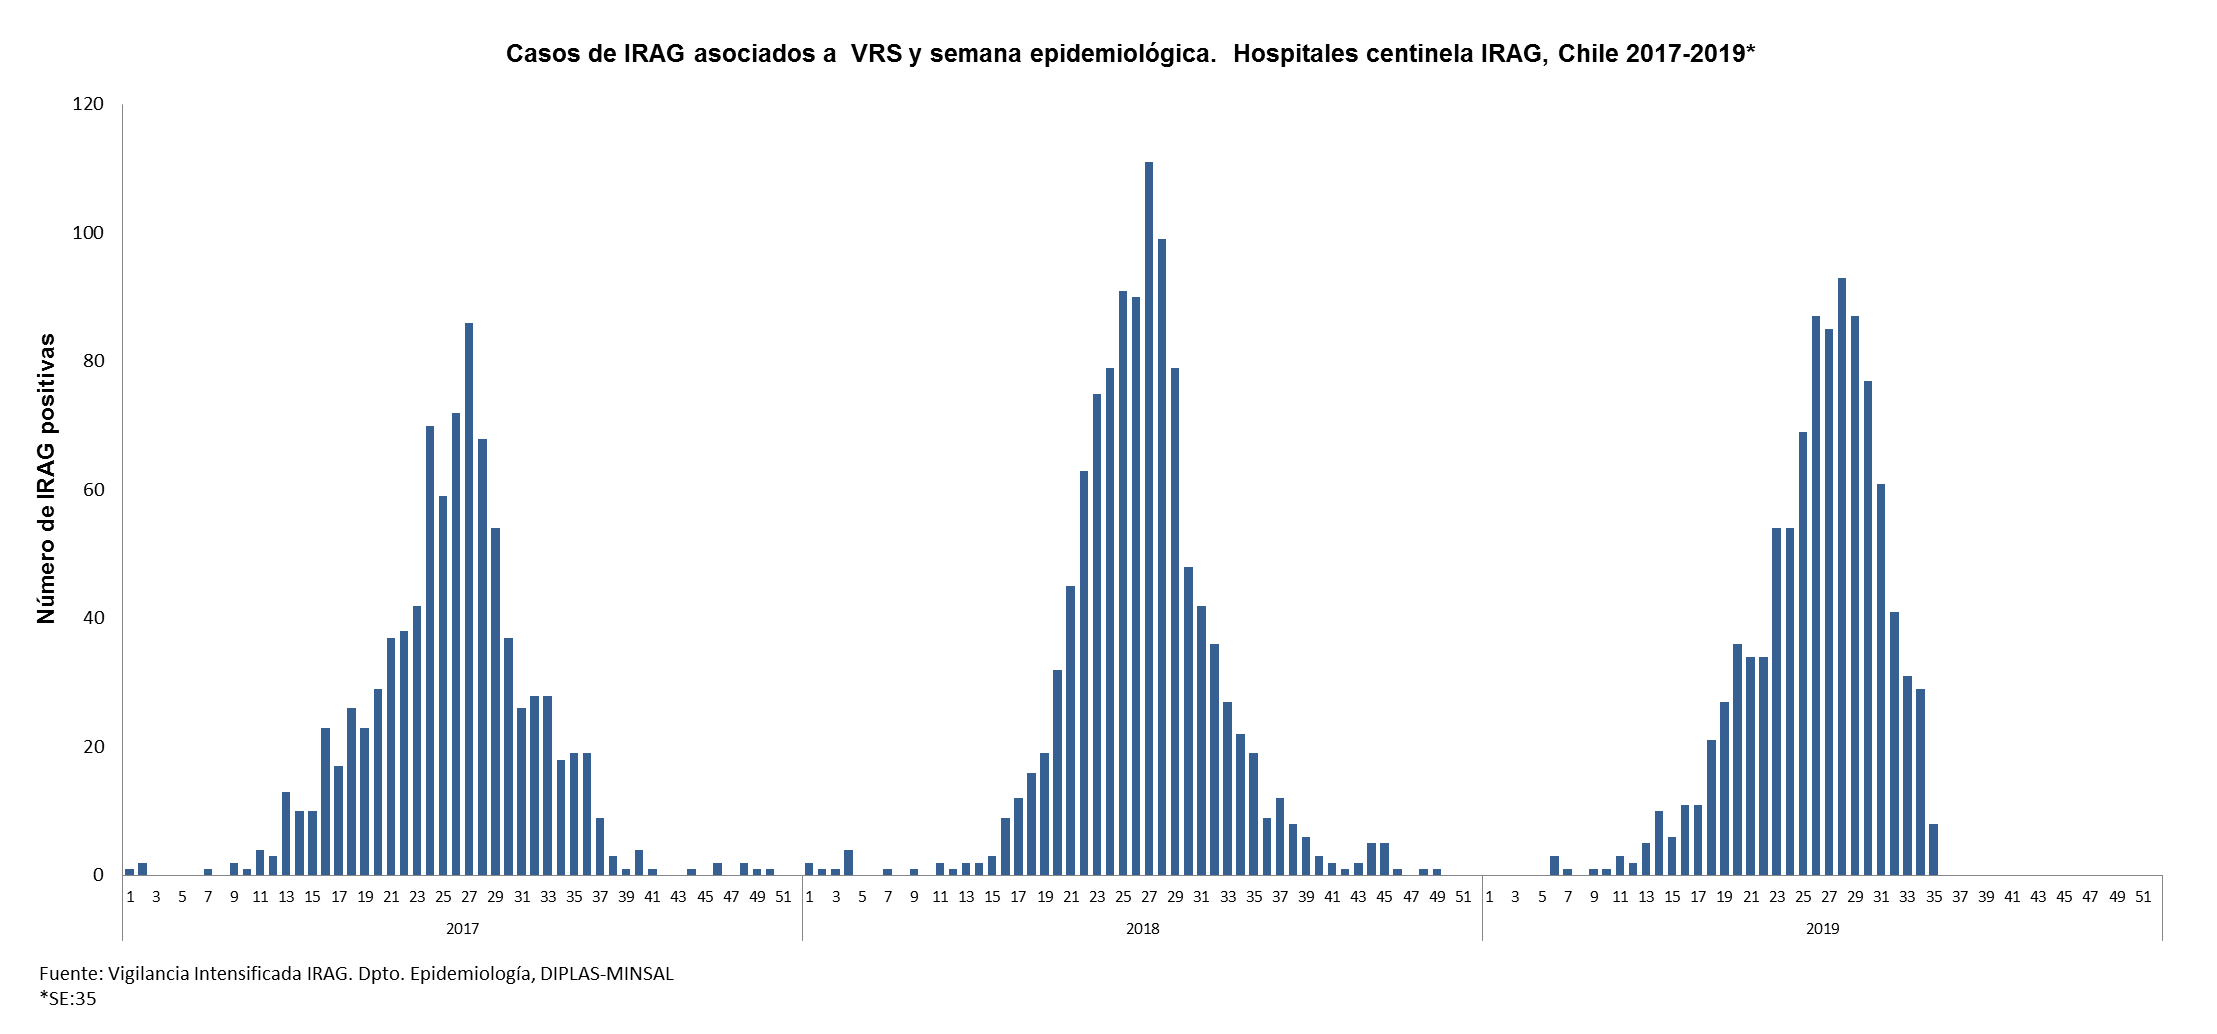 Casos de IRAG asociados a  VRS y semana epidemiológica.  Hospitales centinela IRAG, Chile 2017-2019*
Número de IRAG positivas
120
100
80
60
40
20
0
1 3 5 7 9 11 13 15 17 19 21 23 25 27 29 31 33 35 37 39 41 43 45 47 49 51 1 3 5 7 9 11 13 15 17 19 21 23 25 27 29 31 33 35 37 39 41 43 45 47 49 51 1 3 5 7 9 11 13 15 17 19 21 23 25 27 29 31 33 35 37 39 41 43 45 47 49 51
2017 2018 2019
Fuente: Vigilancia Intensificada IRAG. Dpto. Epidemiología, DIPLAS-MINSAL
*SE:35